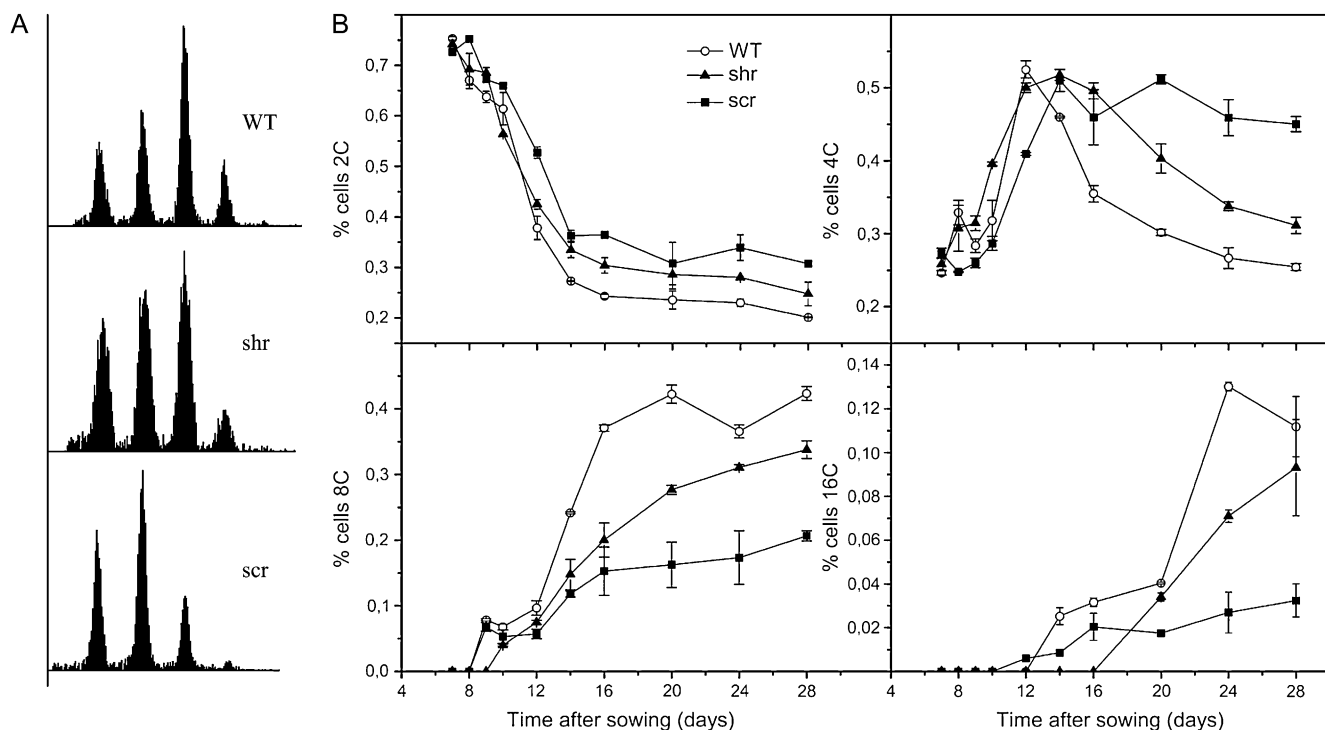 A
WT
shr
scr
B
WT
shr
scr
% cells 2C
0,7
0,6
0,5
0,4
0,3
0,2
% cells 4C
0,5
0,4
0,3
0,2
% cells 8C
0,4
0,3
0,2
0,1
0,0
4 8 12 16 20 24 28
Time after sowing (days)
% cells 16C
0,14
0,12
0,10
0,08
0,06
0,04
0,02
4 8 12 16 20 24 28
Time after sowing (days)